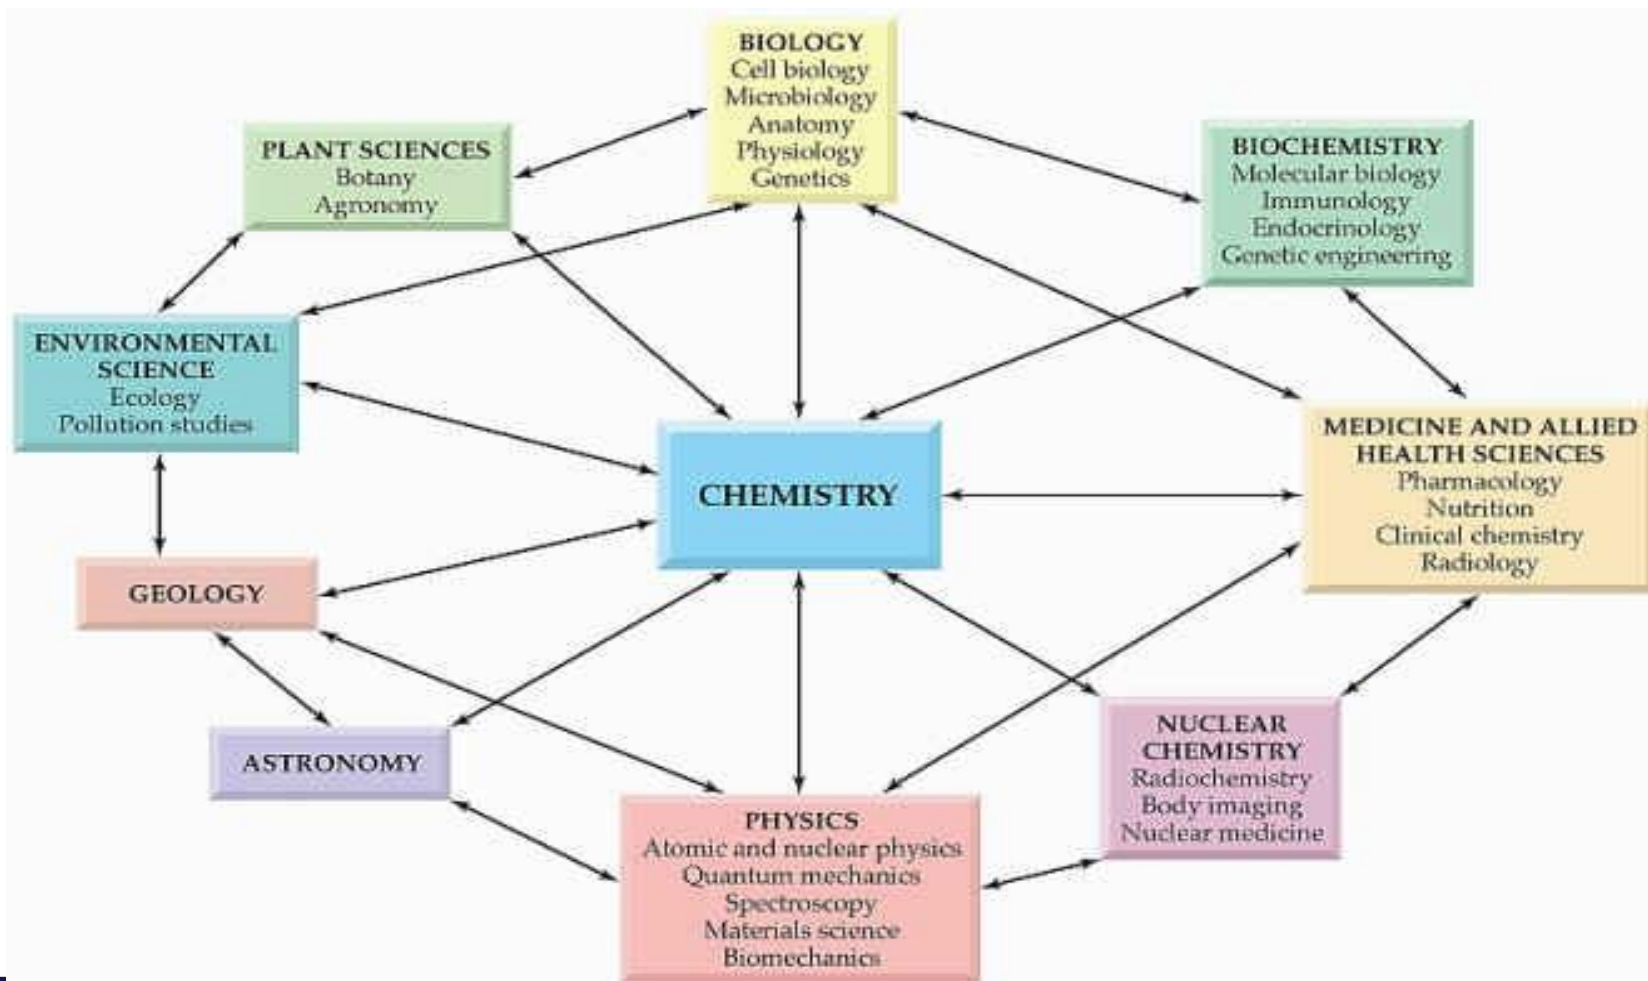 BIOLOGY
Cell biology
Microbiology
Anatomy
Physiology
Genetics
PLANT SCIENCES
Botany
Agronomy
BIOCHEMISTRY
Molecular biology
Immunology
Endocrinology
Genetic engineering
ENVIRONMENTAL
SCIENCE
Ecology
Pollution studies
CHEMISTRY
MEDICINE AND ALLIED
HEALTH SCIENCES
Pharmacology
Nutrition
Clinical chemistry
Radiology
GEOLOGY
ASTRONOMY
NUCLEAR
CHEMISTRY
Radiochemistry
Body imaging
Nuclear medicine
PHYSICS
Atomic and nuclear physics
Quantum mechanics
Spectroscopy
Materials science
Biomechanics